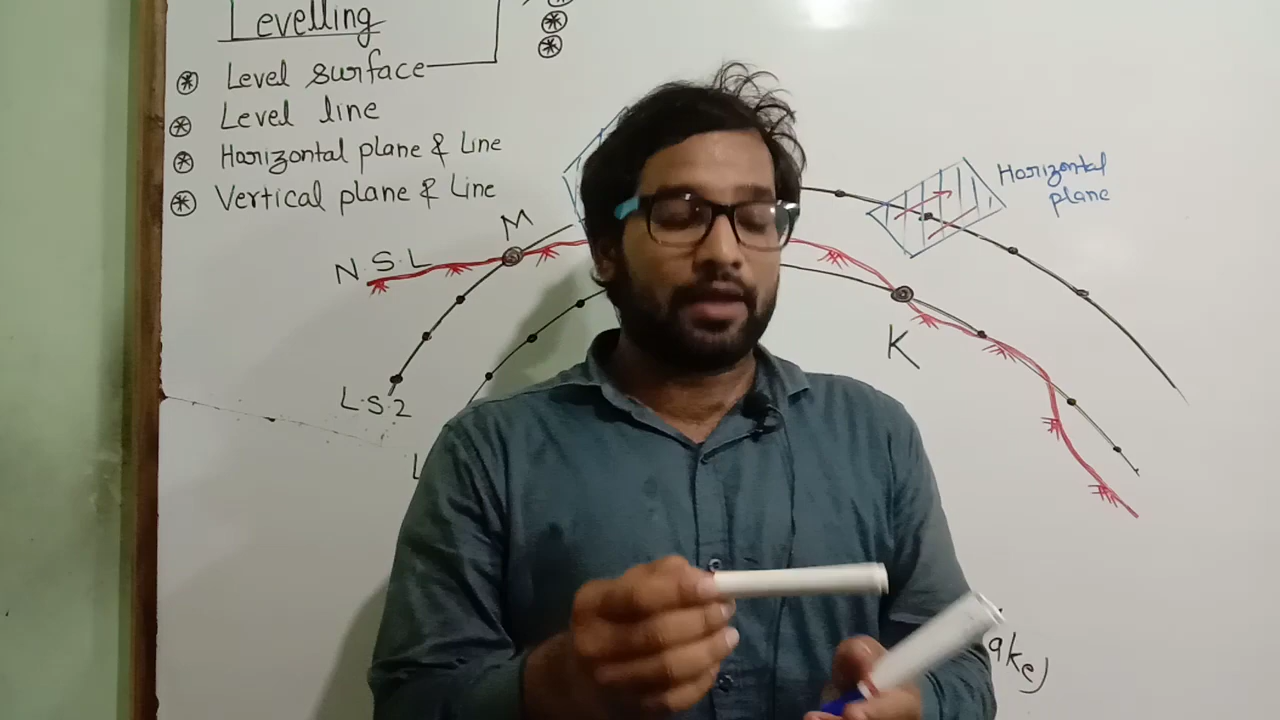 Levelling
Level surface
Level line
Horizontal plane & Line
Vertical plane & Line
Horizontal
plane
M
N.S.L
K
L.S.2
L